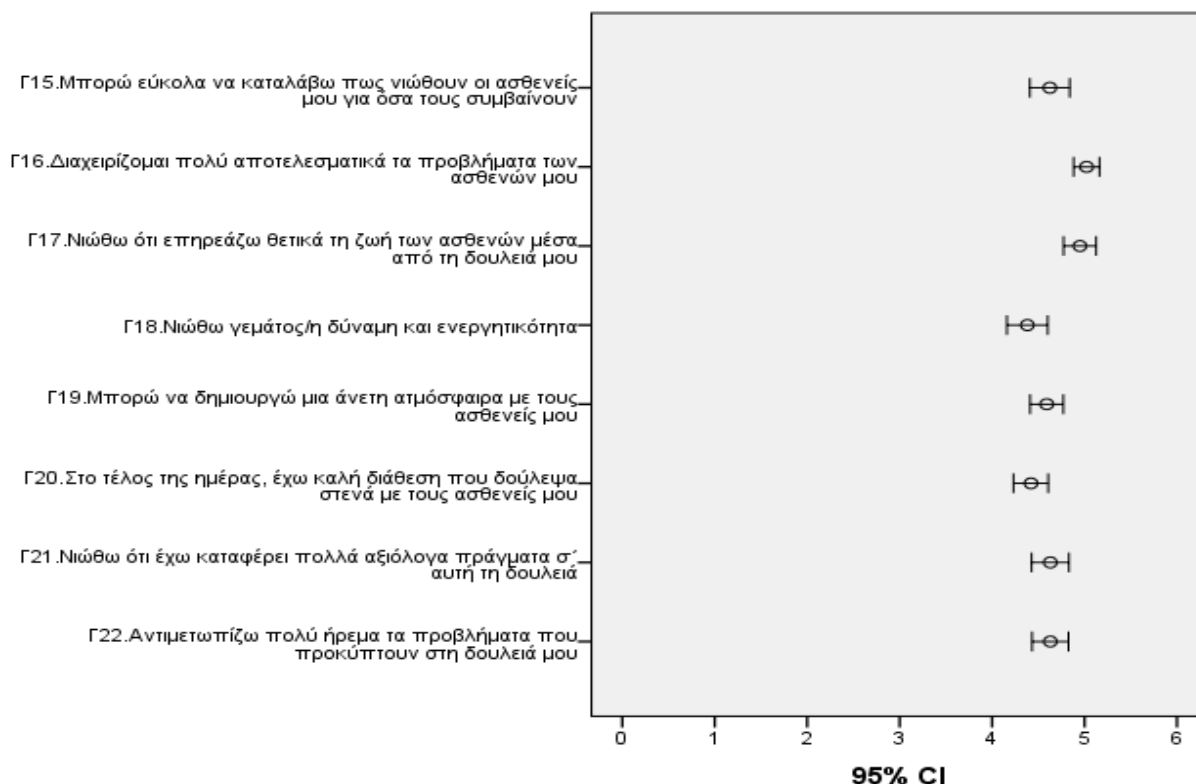 Γ15.Μπορώ εύκολα να καταλάβω πως νιώθουν οι ασθενείς
μου για όσα τους συμβαίνουν
Γ16.Διαχειρίζομαι πολύ αποτελεσματικά τα προβλήματα των
ασθενών μου
Γ17.Νιώθω ότι επηρεάζω θετικά τη ζωή των ασθενών μέσα
από τη δουλειά μου
Γ18.Νιώθω γεμάτος/η δύναμη και ενεργητικότητα
Γ19.Μπορώ να δημιουργώ μια άνετη ατμόσφαιρα με τους
ασθενείς μου
Γ20.Στο τέλος της ημέρας, έχω καλή διάθεση που δούλεψα
στενά με τους ασθενείς μου
Γ21.Νιώθω ότι έχω καταφέρει πολλά αξιόλογα πράγματα σ΄
αυτή τη δουλειά
Γ22.Αντιμετωπίζω πολύ ήρεμα τα προβλήματα που
προκύπτουν στη δουλειά μου
0 1 2 3 4 5 6
95% CI